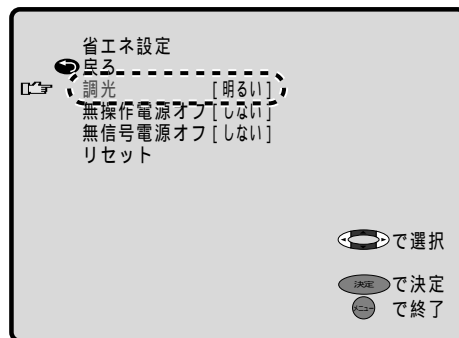 省エネ設定
戻る
調光 [明るい]
無操作電源オフ[しない]
無信号電源オフ[しない]
リセット
で選択
決定 で決定
メニュー で終了